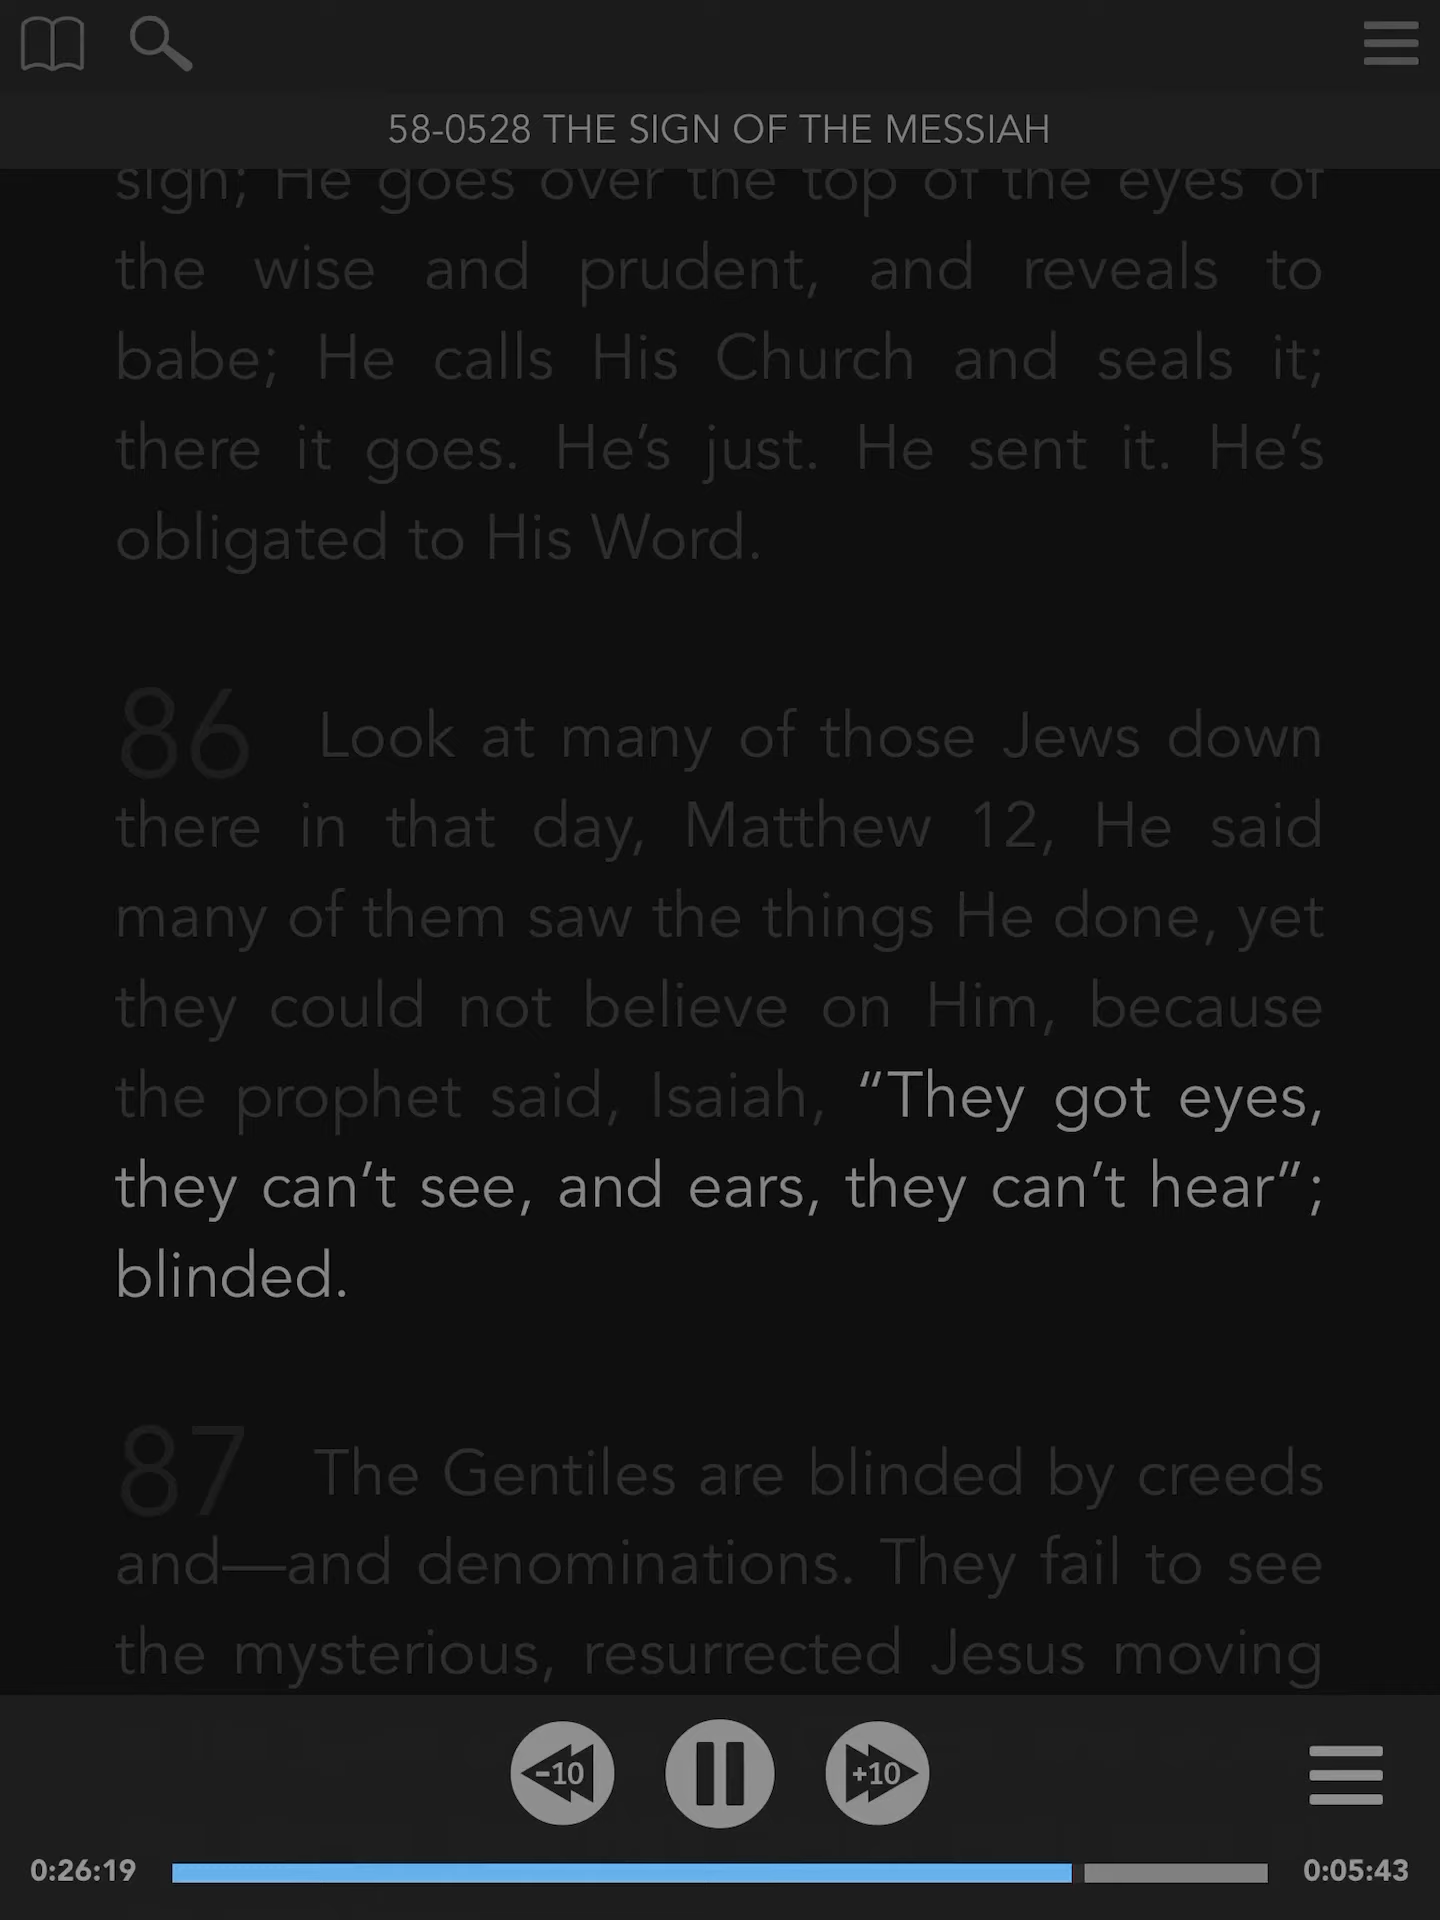 58-0528 THE SIGN OF THE MESSIAH
sign; He goes over the top of the eyes of
the wise and prudent, and reveals to
babe; He calls His Church and seals it;
there it goes. He’s just. He sent it. He’s
obligated to His Word.
86 Look at many of those Jews down
there in that day, Matthew 12, He said
many of them saw the things He done, yet
they could not believe on Him, because
the prophet said, Isaiah, “They got eyes,
they can’t see, and ears, they can’t hear”;
blinded.
87 The Gentiles are blinded by creeds
and—and denominations. They fail to see
the mysterious, resurrected Jesus moving
-10 +10
0:26:19 0:05:43